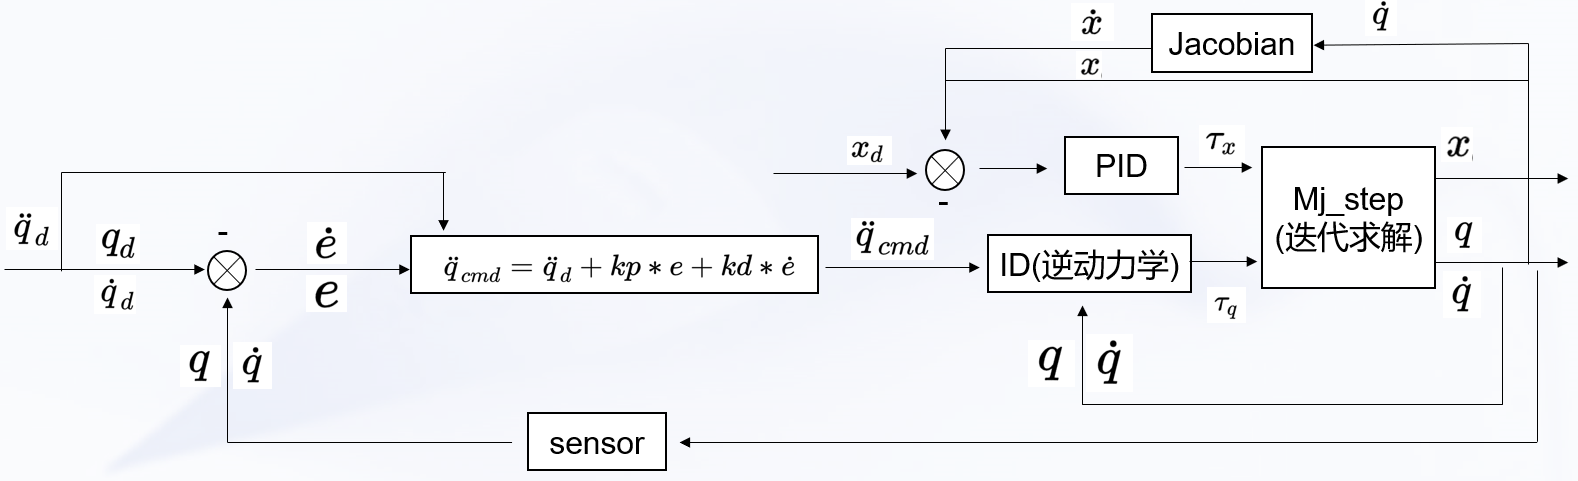 ẋ
Jacobian
q̇
x
x_d
-
PID
τ_x
Mj_step
(迭代求解)
x
q
q̇
q̈_d
q_d
q̇_d
-
ė
e
q̈_cmd = q̈_d + kp ∗ e + kd ∗ ė
q̈_cmd
ID(逆动力学)
τ_q
q q̇
q q̇
sensor